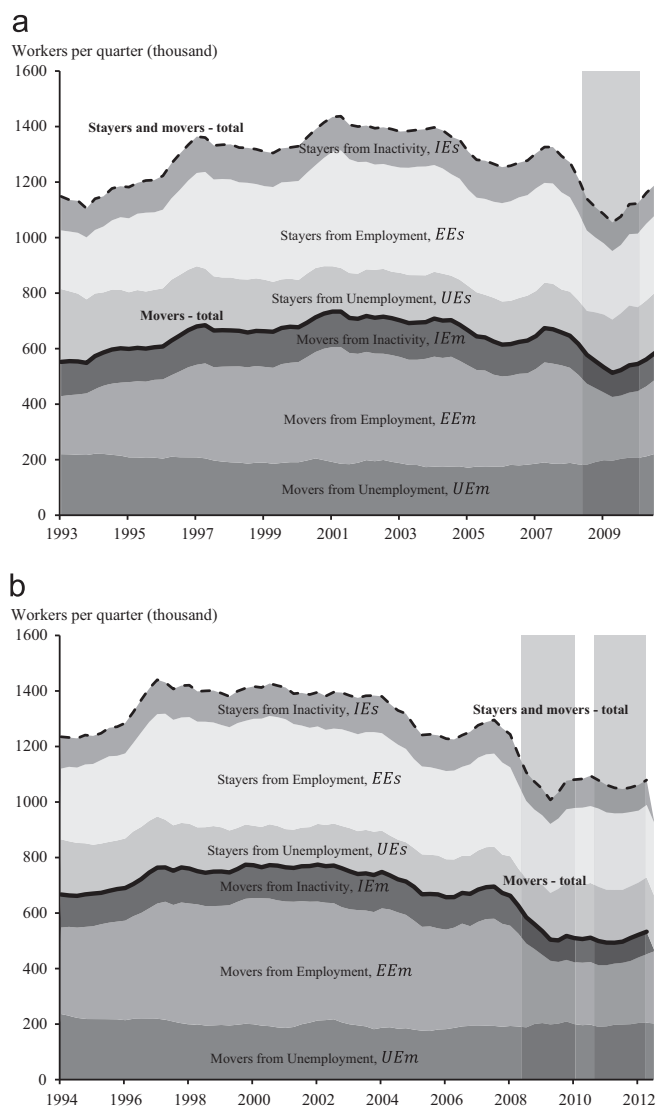 a
Workers per quarter (thousand)
1600
1400
1200
1000
800
600
400
200
0
Stayers and movers - total
Stayers from Inactivity, IEs
Stayers from Employment, EEs
Stayers from Unemployment, UEs
Movers - total
Movers from Inactivity, IEm
Movers from Employment, EEm
Movers from Unemployment, UEm
1993 1995 1997 1999 2001 2003 2005 2007 2009
b
Workers per quarter (thousand)
1600
1400
1200
1000
800
600
400
200
0
Stayers from Inactivity, IEs
Stayers and movers - total
Stayers from Employment, EEs
Stayers from Unemployment, UEs
Movers - total
Movers from Inactivity, IEm
Movers from Employment, EEm
Movers from Unemployment, UEm
1994 1996 1998 2000 2002 2004 2006 2008 2010 2012